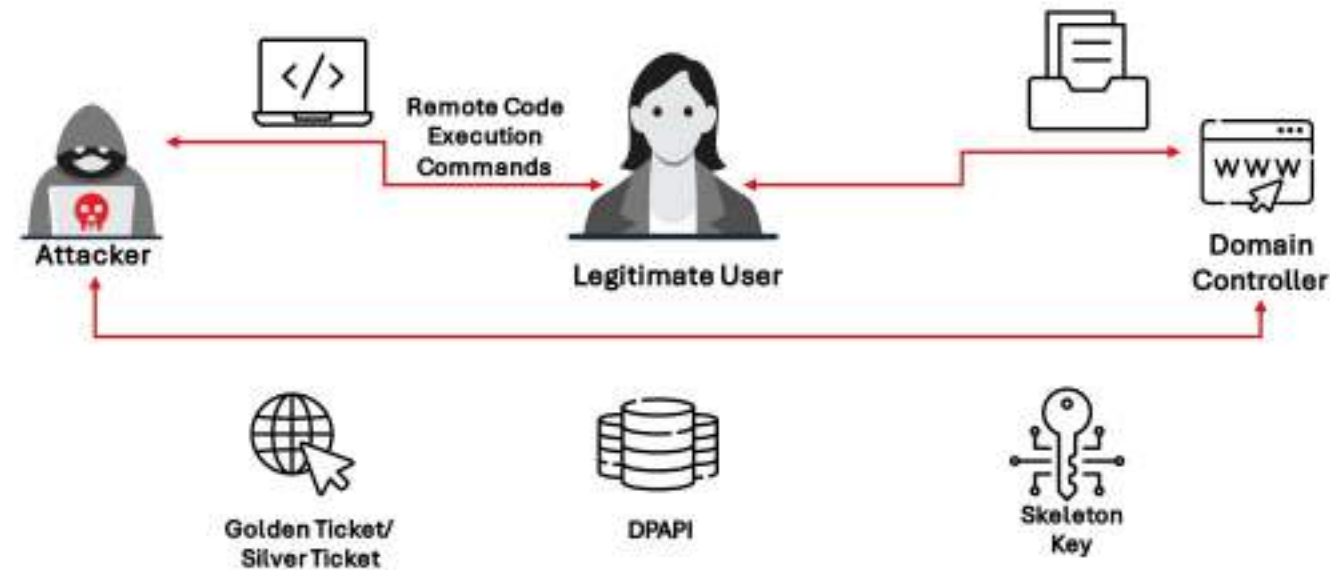 </>
Remote Code
Execution
Commands
WWW
Attacker
Legitimate User
Domain
Controller
Golden Ticket/
Silver Ticket
DPAPI
Skeleton
Key